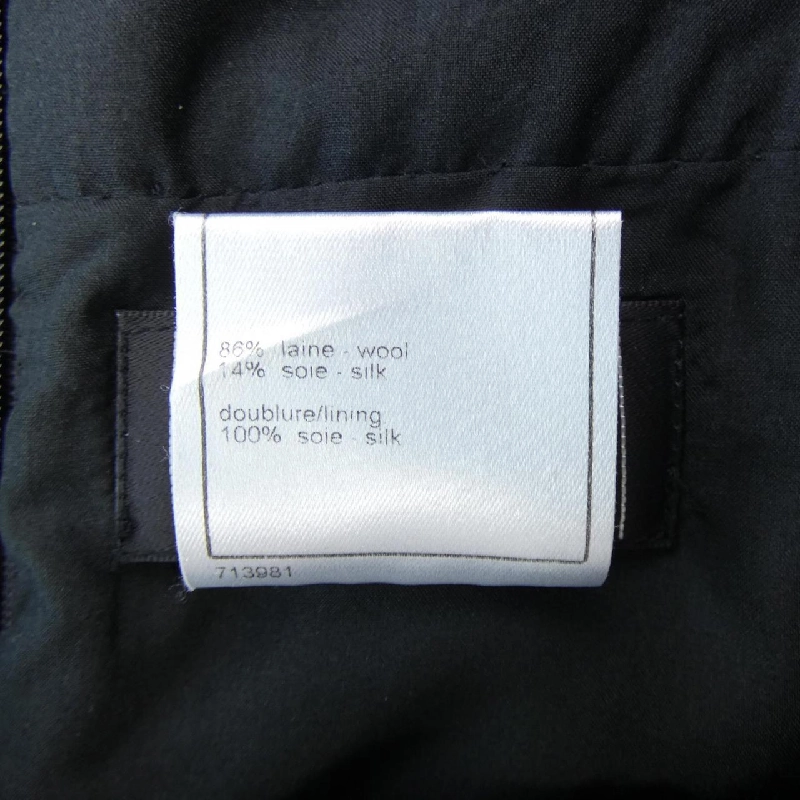 86% laine - wool
14% soie - silk
doublure/lining
100% soie - silk
713981